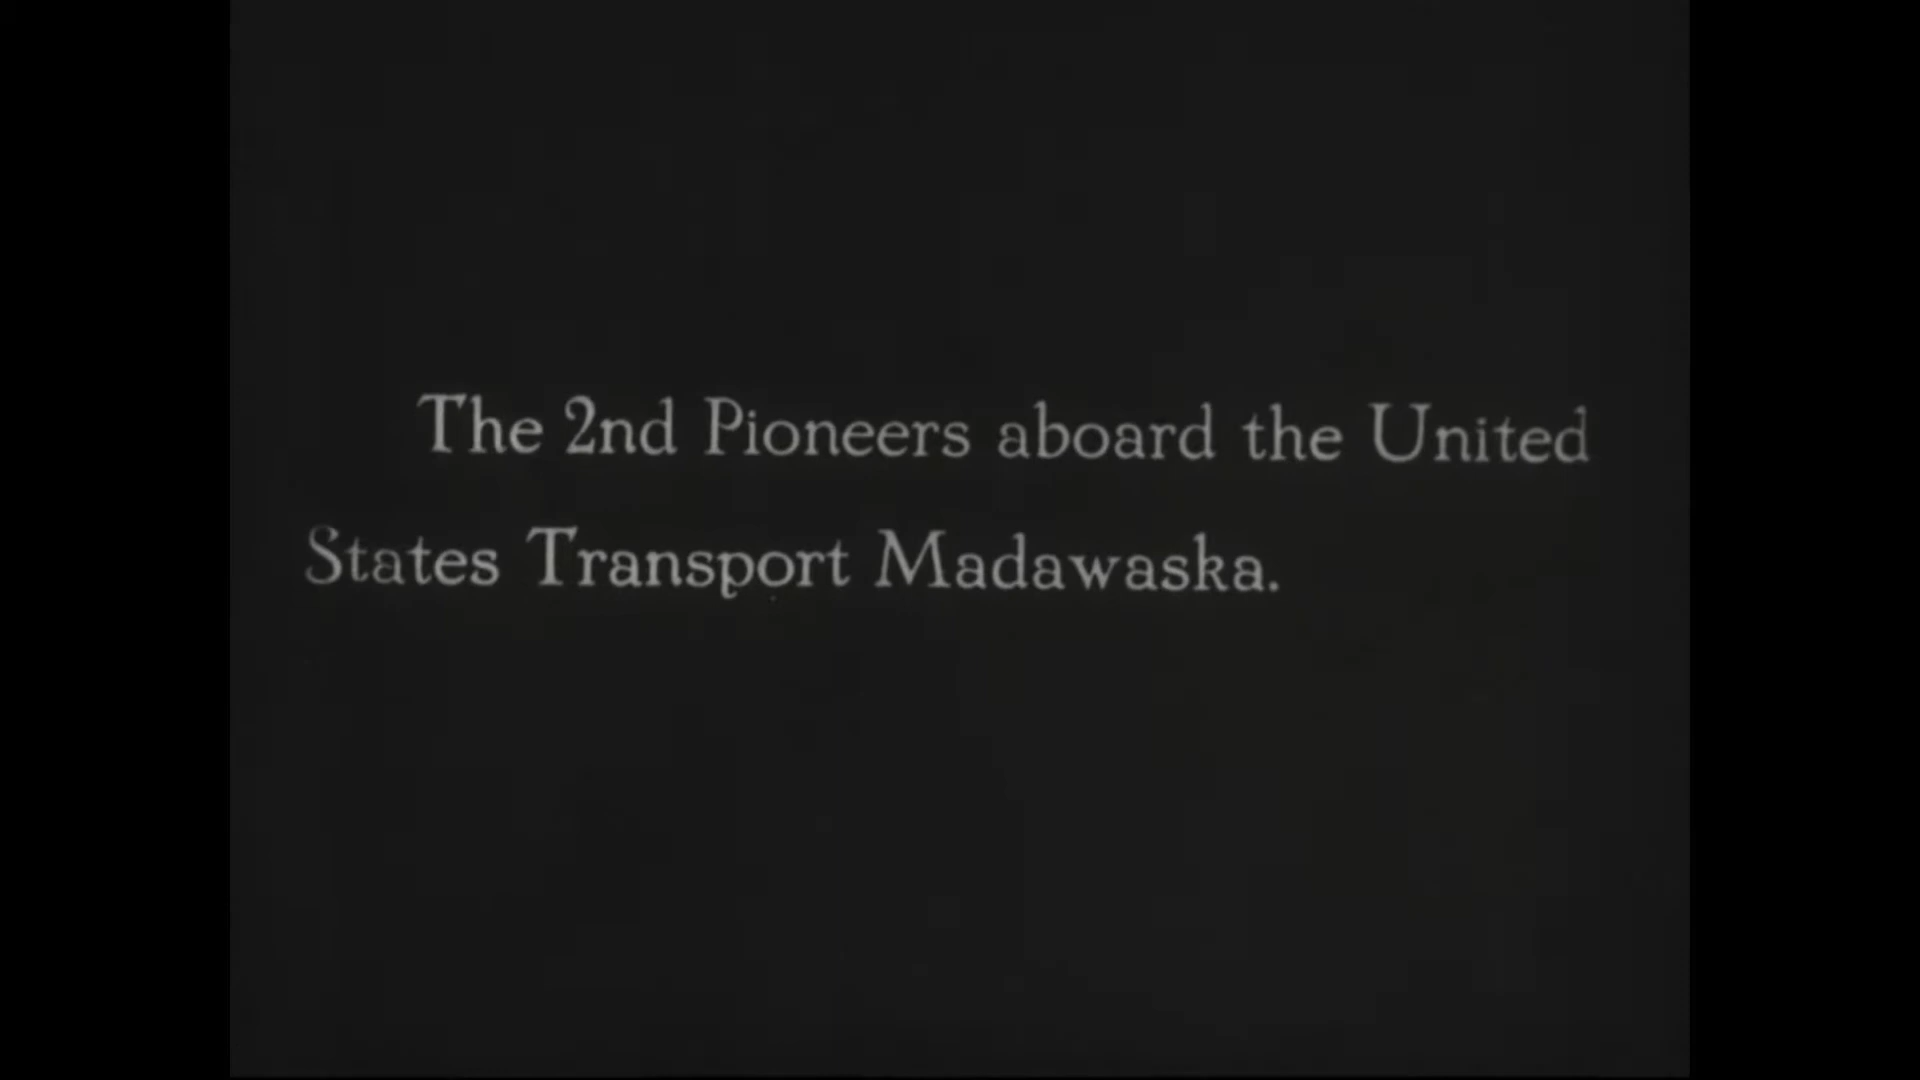 The 2nd Pioneers aboard the United
States Transport Madawaska.